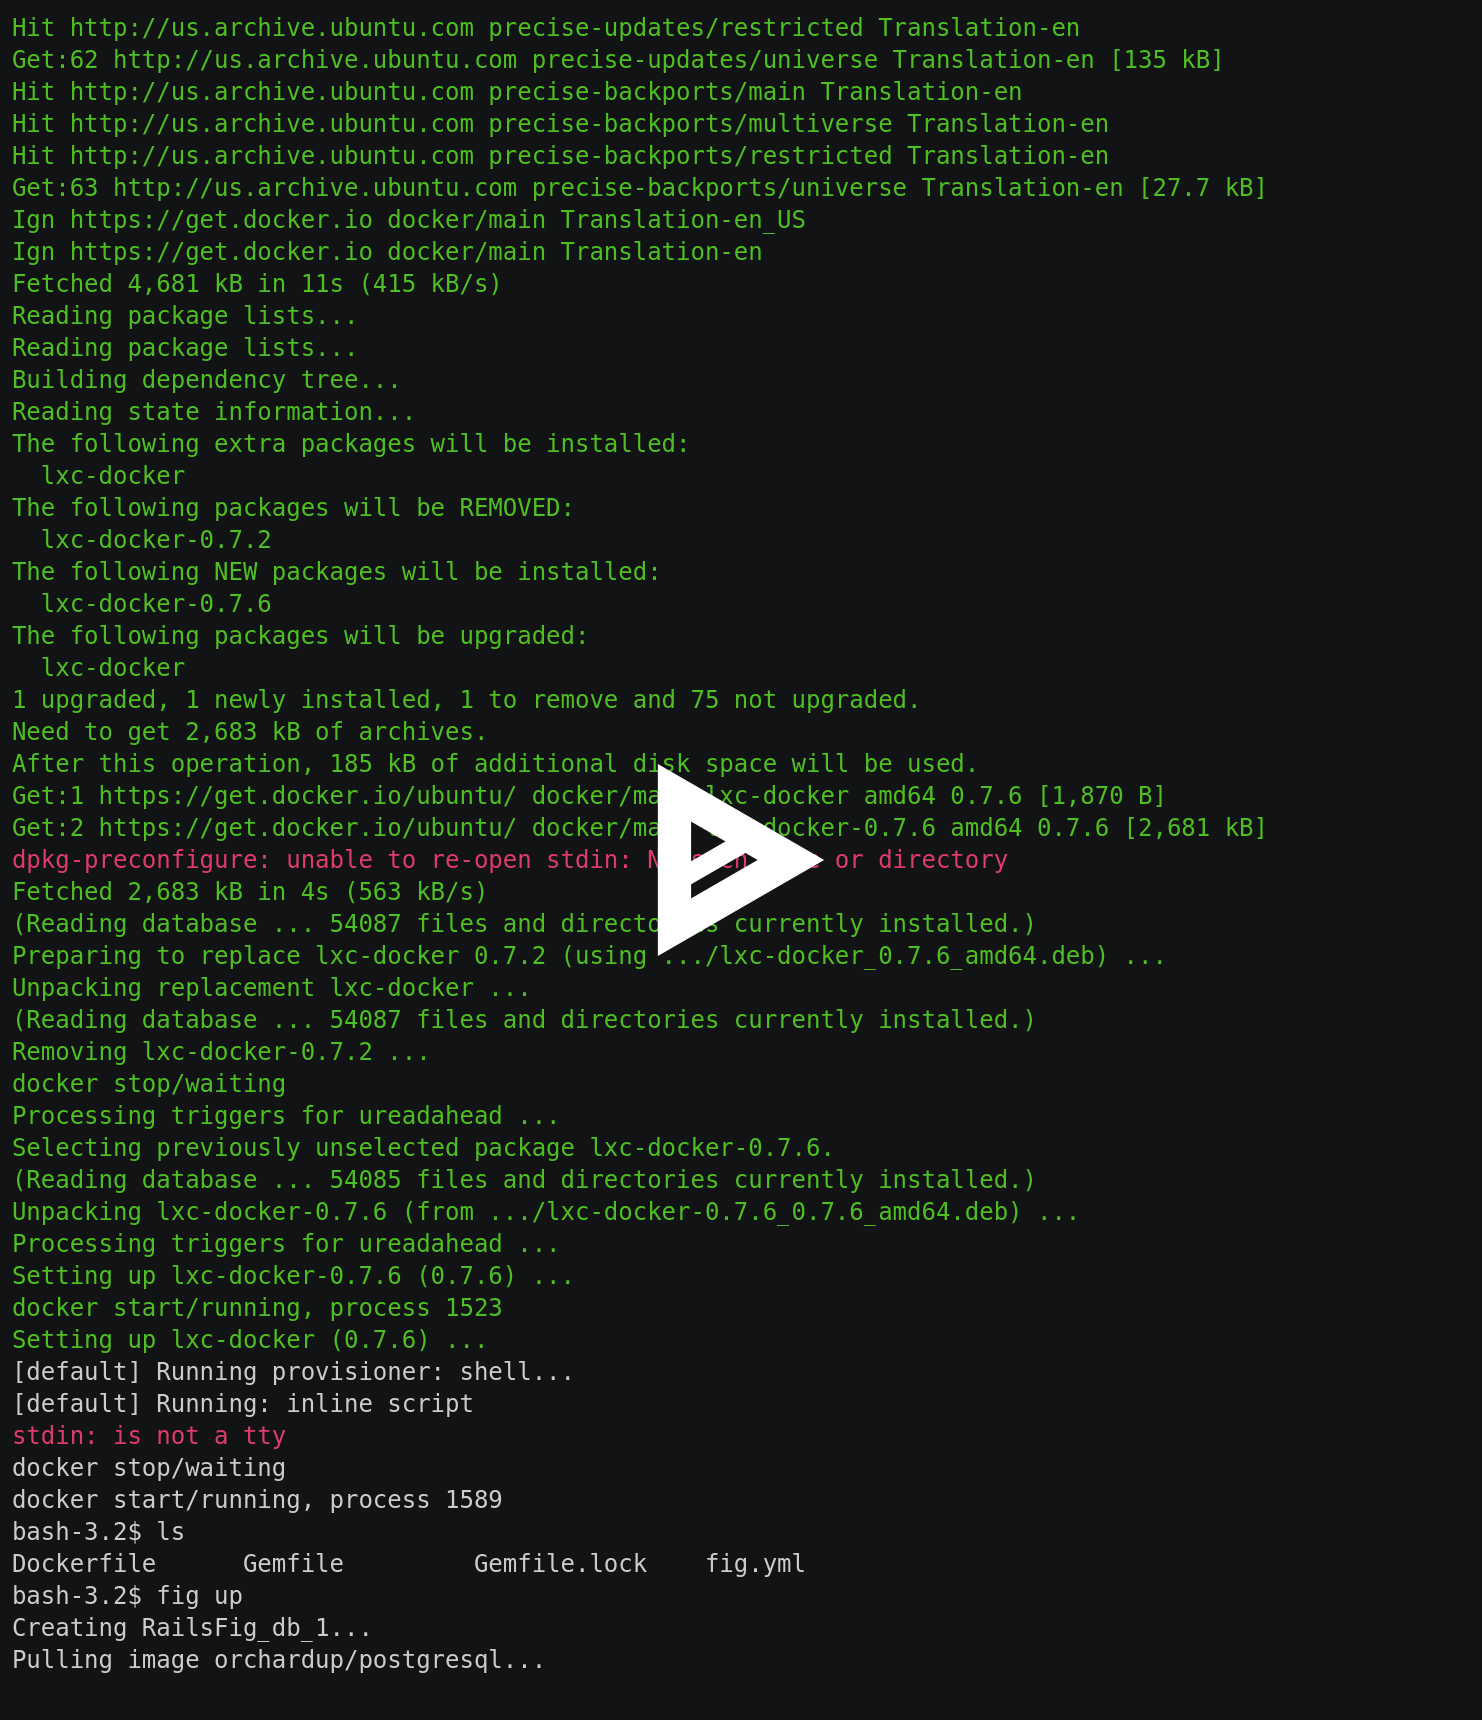 Hit http://us.archive.ubuntu.com precise-updates/restricted Translation-en
Get:62 http://us.archive.ubuntu.com precise-updates/universe Translation-en [135 kB]
Hit http://us.archive.ubuntu.com precise-backports/main Translation-en
Hit http://us.archive.ubuntu.com precise-backports/multiverse Translation-en
Hit http://us.archive.ubuntu.com precise-backports/restricted Translation-en
Get:63 http://us.archive.ubuntu.com precise-backports/universe Translation-en [27.7 kB]
Ign https://get.docker.io docker/main Translation-en_US
Ign https://get.docker.io docker/main Translation-en
Fetched 4,681 kB in 11s (415 kB/s)
Reading package lists...
Reading package lists...
Building dependency tree...
Reading state information...
The following extra packages will be installed:
  lxc-docker
The following packages will be REMOVED:
  lxc-docker-0.7.2
The following NEW packages will be installed:
  lxc-docker-0.7.6
The following packages will be upgraded:
  lxc-docker
1 upgraded, 1 newly installed, 1 to remove and 75 not upgraded.
Need to get 2,683 kB of archives.
After this operation, 185 kB of additional disk space will be used.
Get:1 https://get.docker.io/ubuntu/ lxc-docker amd64 0.7.6 [1,870 B]
Get:2 https://get.docker.io/ubuntu/ amd64 0.7.6 [2,681 kB]
dpkg-preconfigure: unable to re-open stdin: or directory
Fetched 2,683 kB in 4s (563 kB/s)
(Reading database ... 54087 files and directories currently installed.)
Preparing to replace lxc-docker 0.7.2 (using .../lxc-docker_0.7.6_amd64.deb) ...
Unpacking replacement lxc-docker ...
(Reading database ... 54087 files and directories currently installed.)
Removing lxc-docker-0.7.2 ...
docker stop/waiting
Processing triggers for ureadahead ...
Selecting previously unselected package lxc-docker-0.7.6.
(Reading database ... 54085 files and directories currently installed.)
Unpacking lxc-docker-0.7.6 (from .../lxc-docker-0.7.6_0.7.6_amd64.deb) ...
Processing triggers for ureadahead ...
Setting up lxc-docker-0.7.6 (0.7.6) ...
docker start/running, process 1523
Setting up lxc-docker (0.7.6) ...
[default] Running provisioner: shell...
[default] Running: inline script
stdin: is not a tty
docker stop/waiting
docker start/running, process 1589
bash-3.2$ ls
Dockerfile      Gemfile         Gemfile.lock    fig.yml
bash-3.2$ fig up
Creating RailsFig_db_1...
Pulling image orchardup/postgresql...